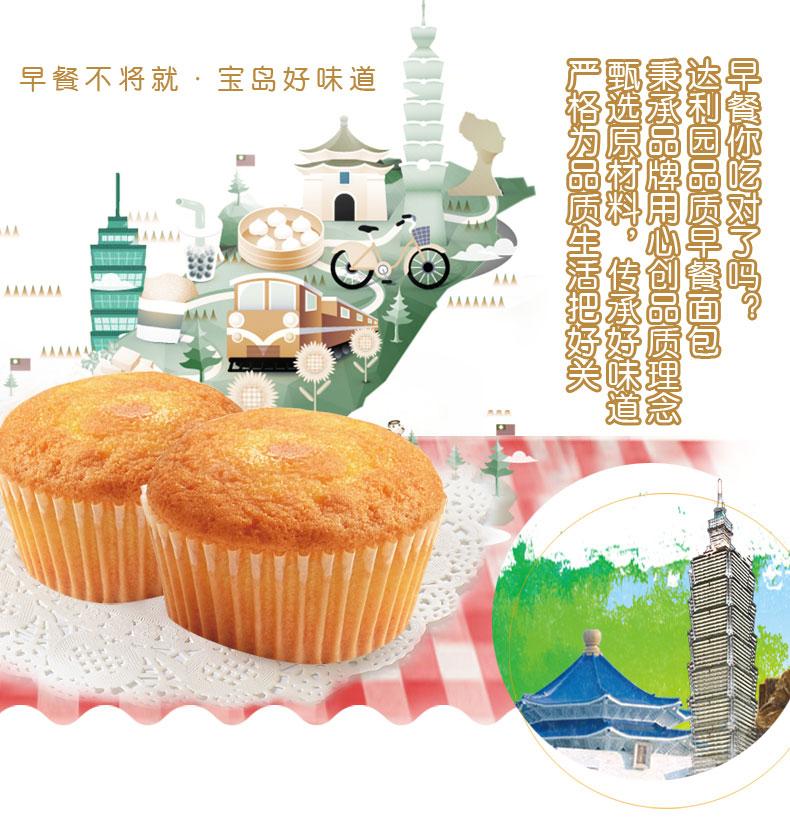 早餐不将就·宝岛好味道
早餐你吃对了吗？
达利园品质早餐面包
秉承品牌用心创品质理念
甄选原材料，传承好味道
严格为品质生活把好关